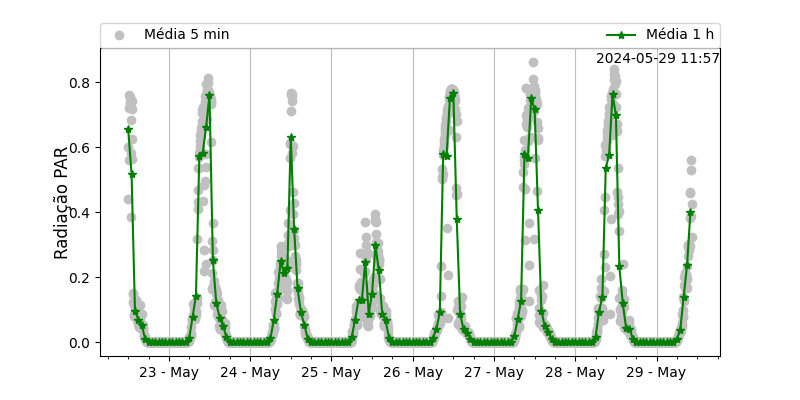 Média 5 min
Média 1 h
2024-05-29 11:57
Radiação PAR
0.8
0.6
0.4
0.2
0.0
23 - May
24 - May
25 - May
26 - May
27 - May
28 - May
29 - May